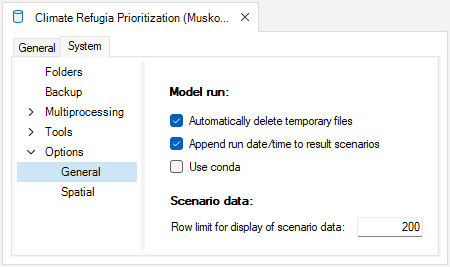 Climate Refugia Prioritization (Musko...
General
System
Folders
Backup
Multiprocessing
Tools
Options
General
Spatial
Model run:
Automatically delete temporary files
Append run date/time to result scenarios
Use conda
Scenario data:
Row limit for display of scenario data: 200